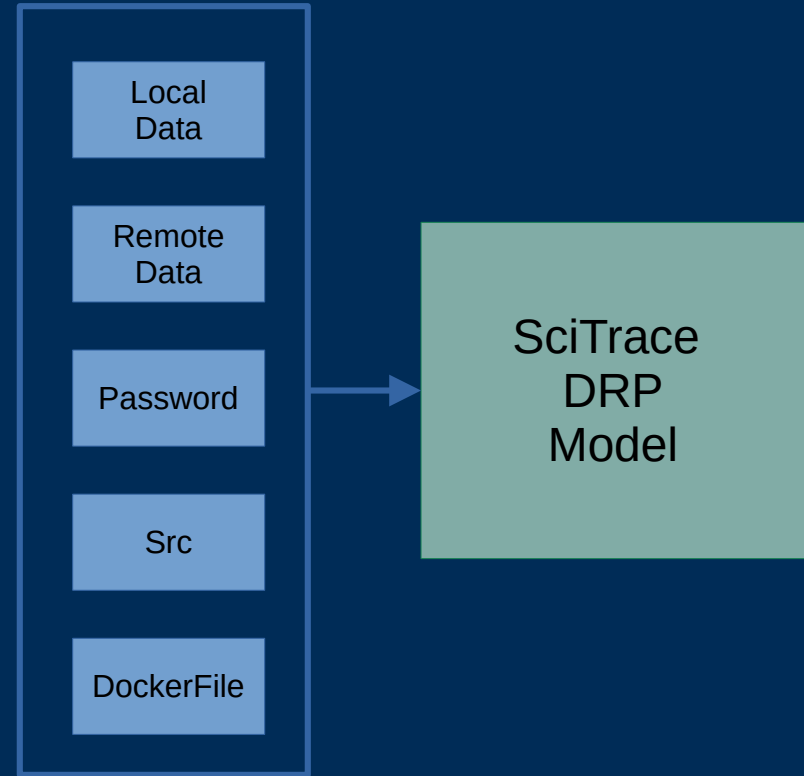 Local
Data
Remote
Data
Password
Src
DockerFile
SciTrace
DRP
Model